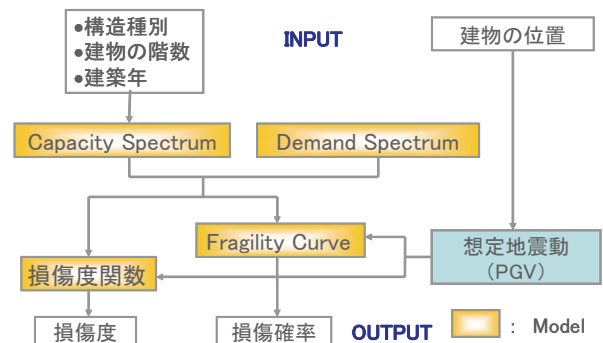 ●構造種別
●建物の階数
●建築年
INPUT
建物の位置
Capacity Spectrum
Demand Spectrum
Fragility Curve
想定地震動
(PGV)
損傷度関数
損傷度
損傷確率
OUTPUT
: Model